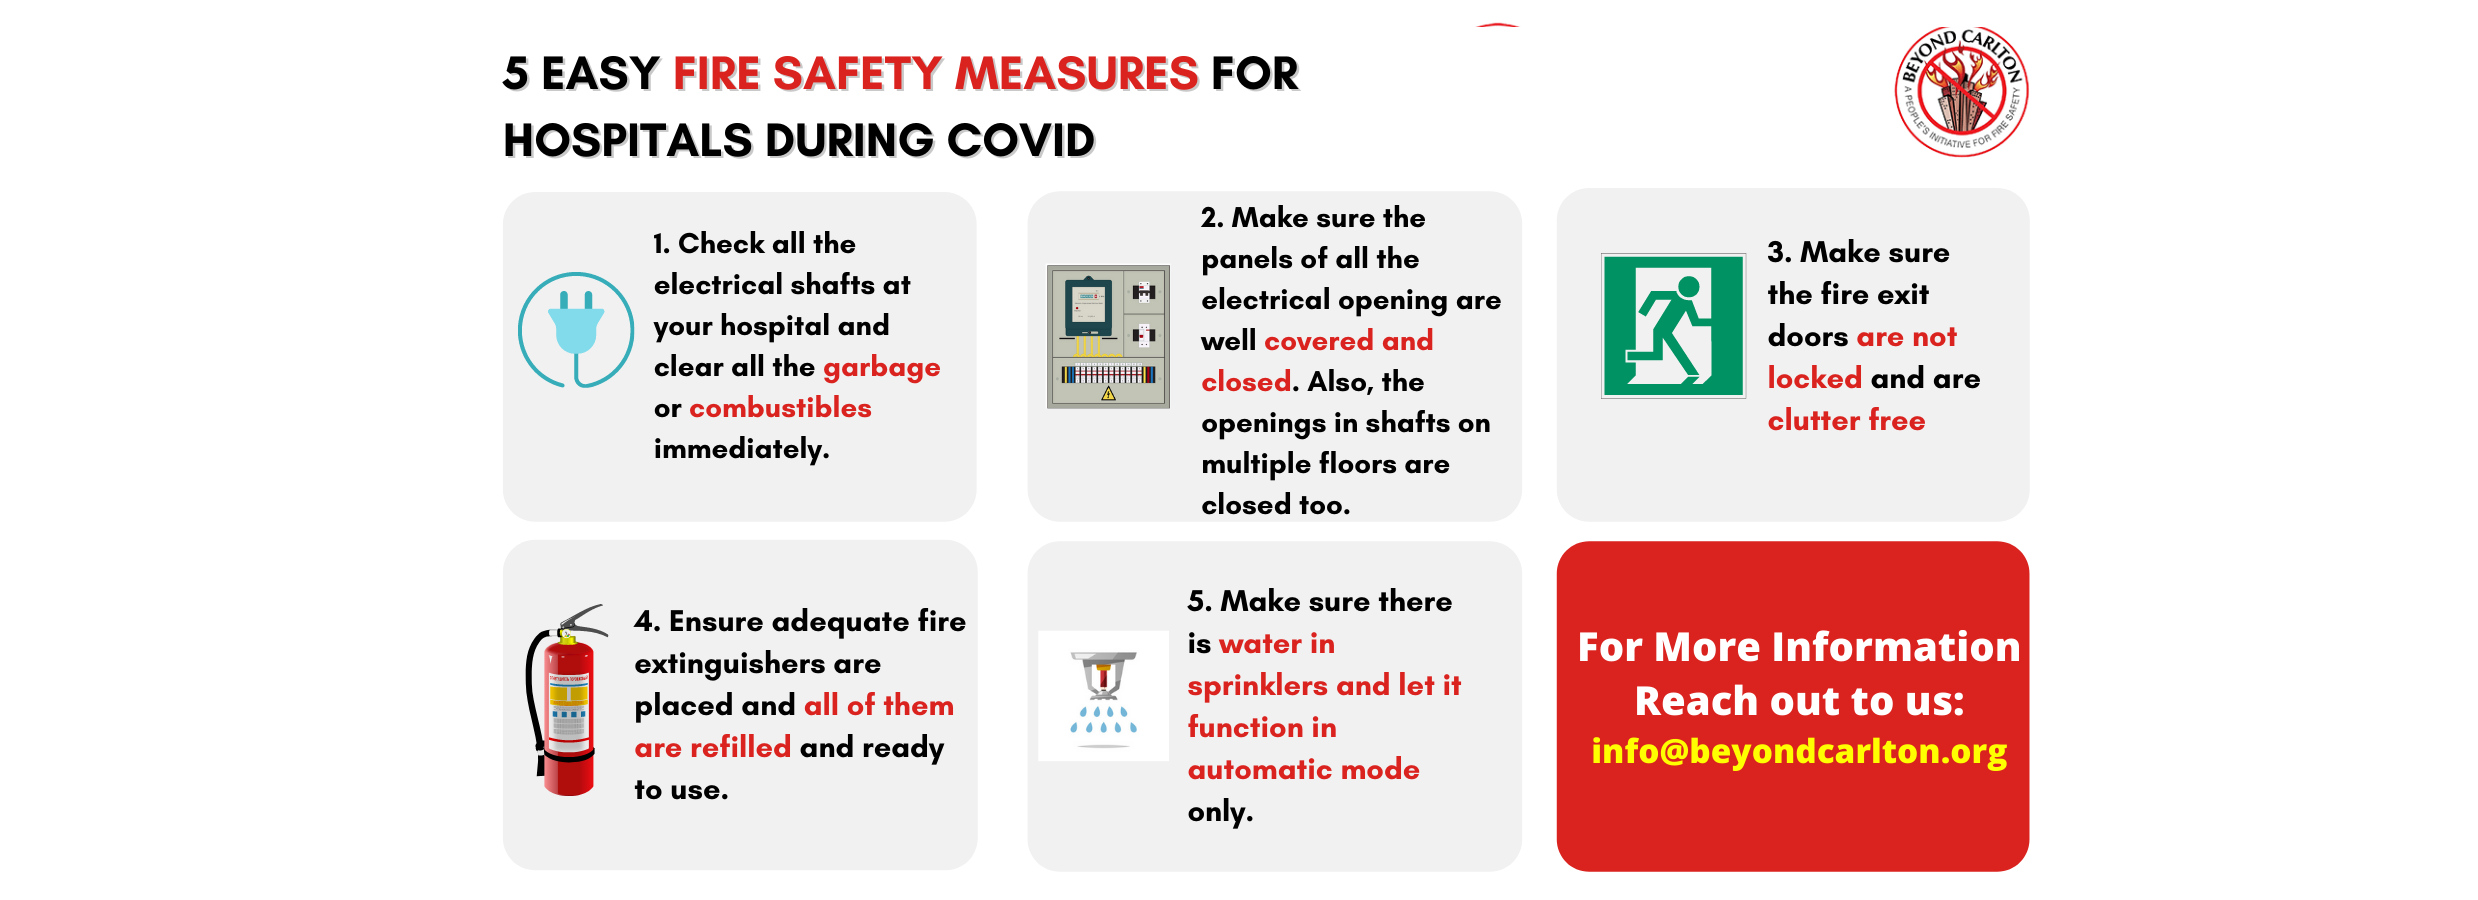 5 EASY FIRE SAFETY MEASURES FOR
HOSPITALS DURING COVID
BEYOND CARLTON
A PEOPLE'S INITIATIVE FOR FIRE SAFETY
1. Check all the
electrical shafts at
your hospital and
clear all the garbage
or combustibles
immediately.
2. Make sure the
panels of all the
electrical opening are
well covered and
closed. Also, the
openings in shafts on
multiple floors are
closed too.
3. Make sure
the fire exit
doors are not
locked and are
clutter free
4. Ensure adequate fire
extinguishers are
placed and all of them
are refilled and ready
to use.
5. Make sure there
is water in
sprinklers and let it
function in
automatic mode
only.
For More Information
Reach out to us:
info@beyondcarlton.org